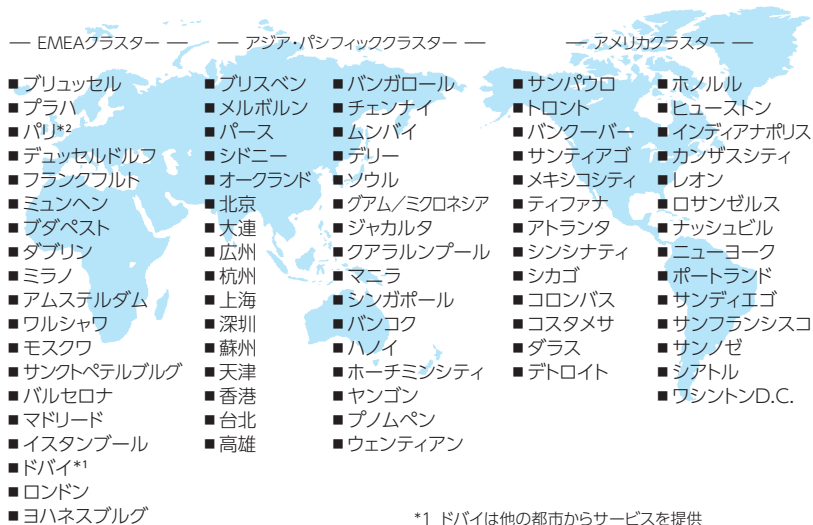 — EMEAクラスター —
■ ブリュッセル
■ プラハ
■ パリ*2
■ デュッセルドルフ
■ フランクフルト
■ ミュンヘン
■ ブダペスト
■ ダブリン
■ ミラノ
■ アムステルダム
■ ワルシャワ
■ モスクワ
■ サンクトペテルブルグ
■ バルセロナ
■ マドリード
■ イスタンブール
■ ドバイ*1
■ ロンドン
■ ヨハネスブルグ
— アジア・パシフィッククラスター —
■ ブリスベン
■ メルボルン
■ パース
■ シドニー
■ オークランド
■ 北京
■ 大連
■ 広州
■ 杭州
■ 上海
■ 深圳
■ 蘇州
■ 天津
■ 香港
■ 台北
■ 高雄
■ バンガロール
■ チェンナイ
■ ムンバイ
■ デリー
■ ソウル
■ グアム／ミクロネシア
■ ジャカルタ
■ クアラルンプール
■ マニラ
■ シンガポール
■ バンコク
■ ハノイ
■ ホーチミンシティ
■ ヤンゴン
■ プノムペン
■ ウェンティアン
— アメリカクラスター —
■ サンパウロ
■ トロント
■ バンクーバー
■ サンティアゴ
■ メキシコシティ
■ ティファナ
■ アトランタ
■ シンシナティ
■ シカゴ
■ コロンバス
■ コスタメサ
■ ダラス
■ デトロイト
■ ホノルル
■ ヒューストン
■ インディアナポリス
■ カンザスシティ
■ レオン
■ ロサンゼルス
■ ナッシュビル
■ ニューヨーク
■ ポートランド
■ サンディエゴ
■ サンフランシスコ
■ サンノゼ
■ シアトル
■ ワシントンD.C.
*1 ドバイは他の都市からサービスを提供